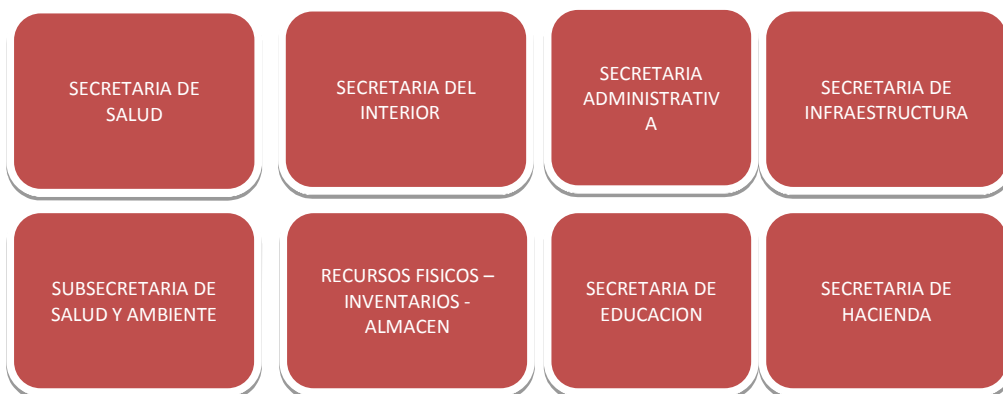 SECRETARIA DE
SALUD
SECRETARIA DEL
INTERIOR
SECRETARIA
ADMINISTRATIV
A
SECRETARIA DE
INFRAESTRUCTURA
SUBSECRETARIA DE
SALUD Y AMBIENTE
RECURSOS FISICOS –
INVENTARIOS -
ALMACEN
SECRETARIA DE
EDUCACION
SECRETARIA DE
HACIENDA